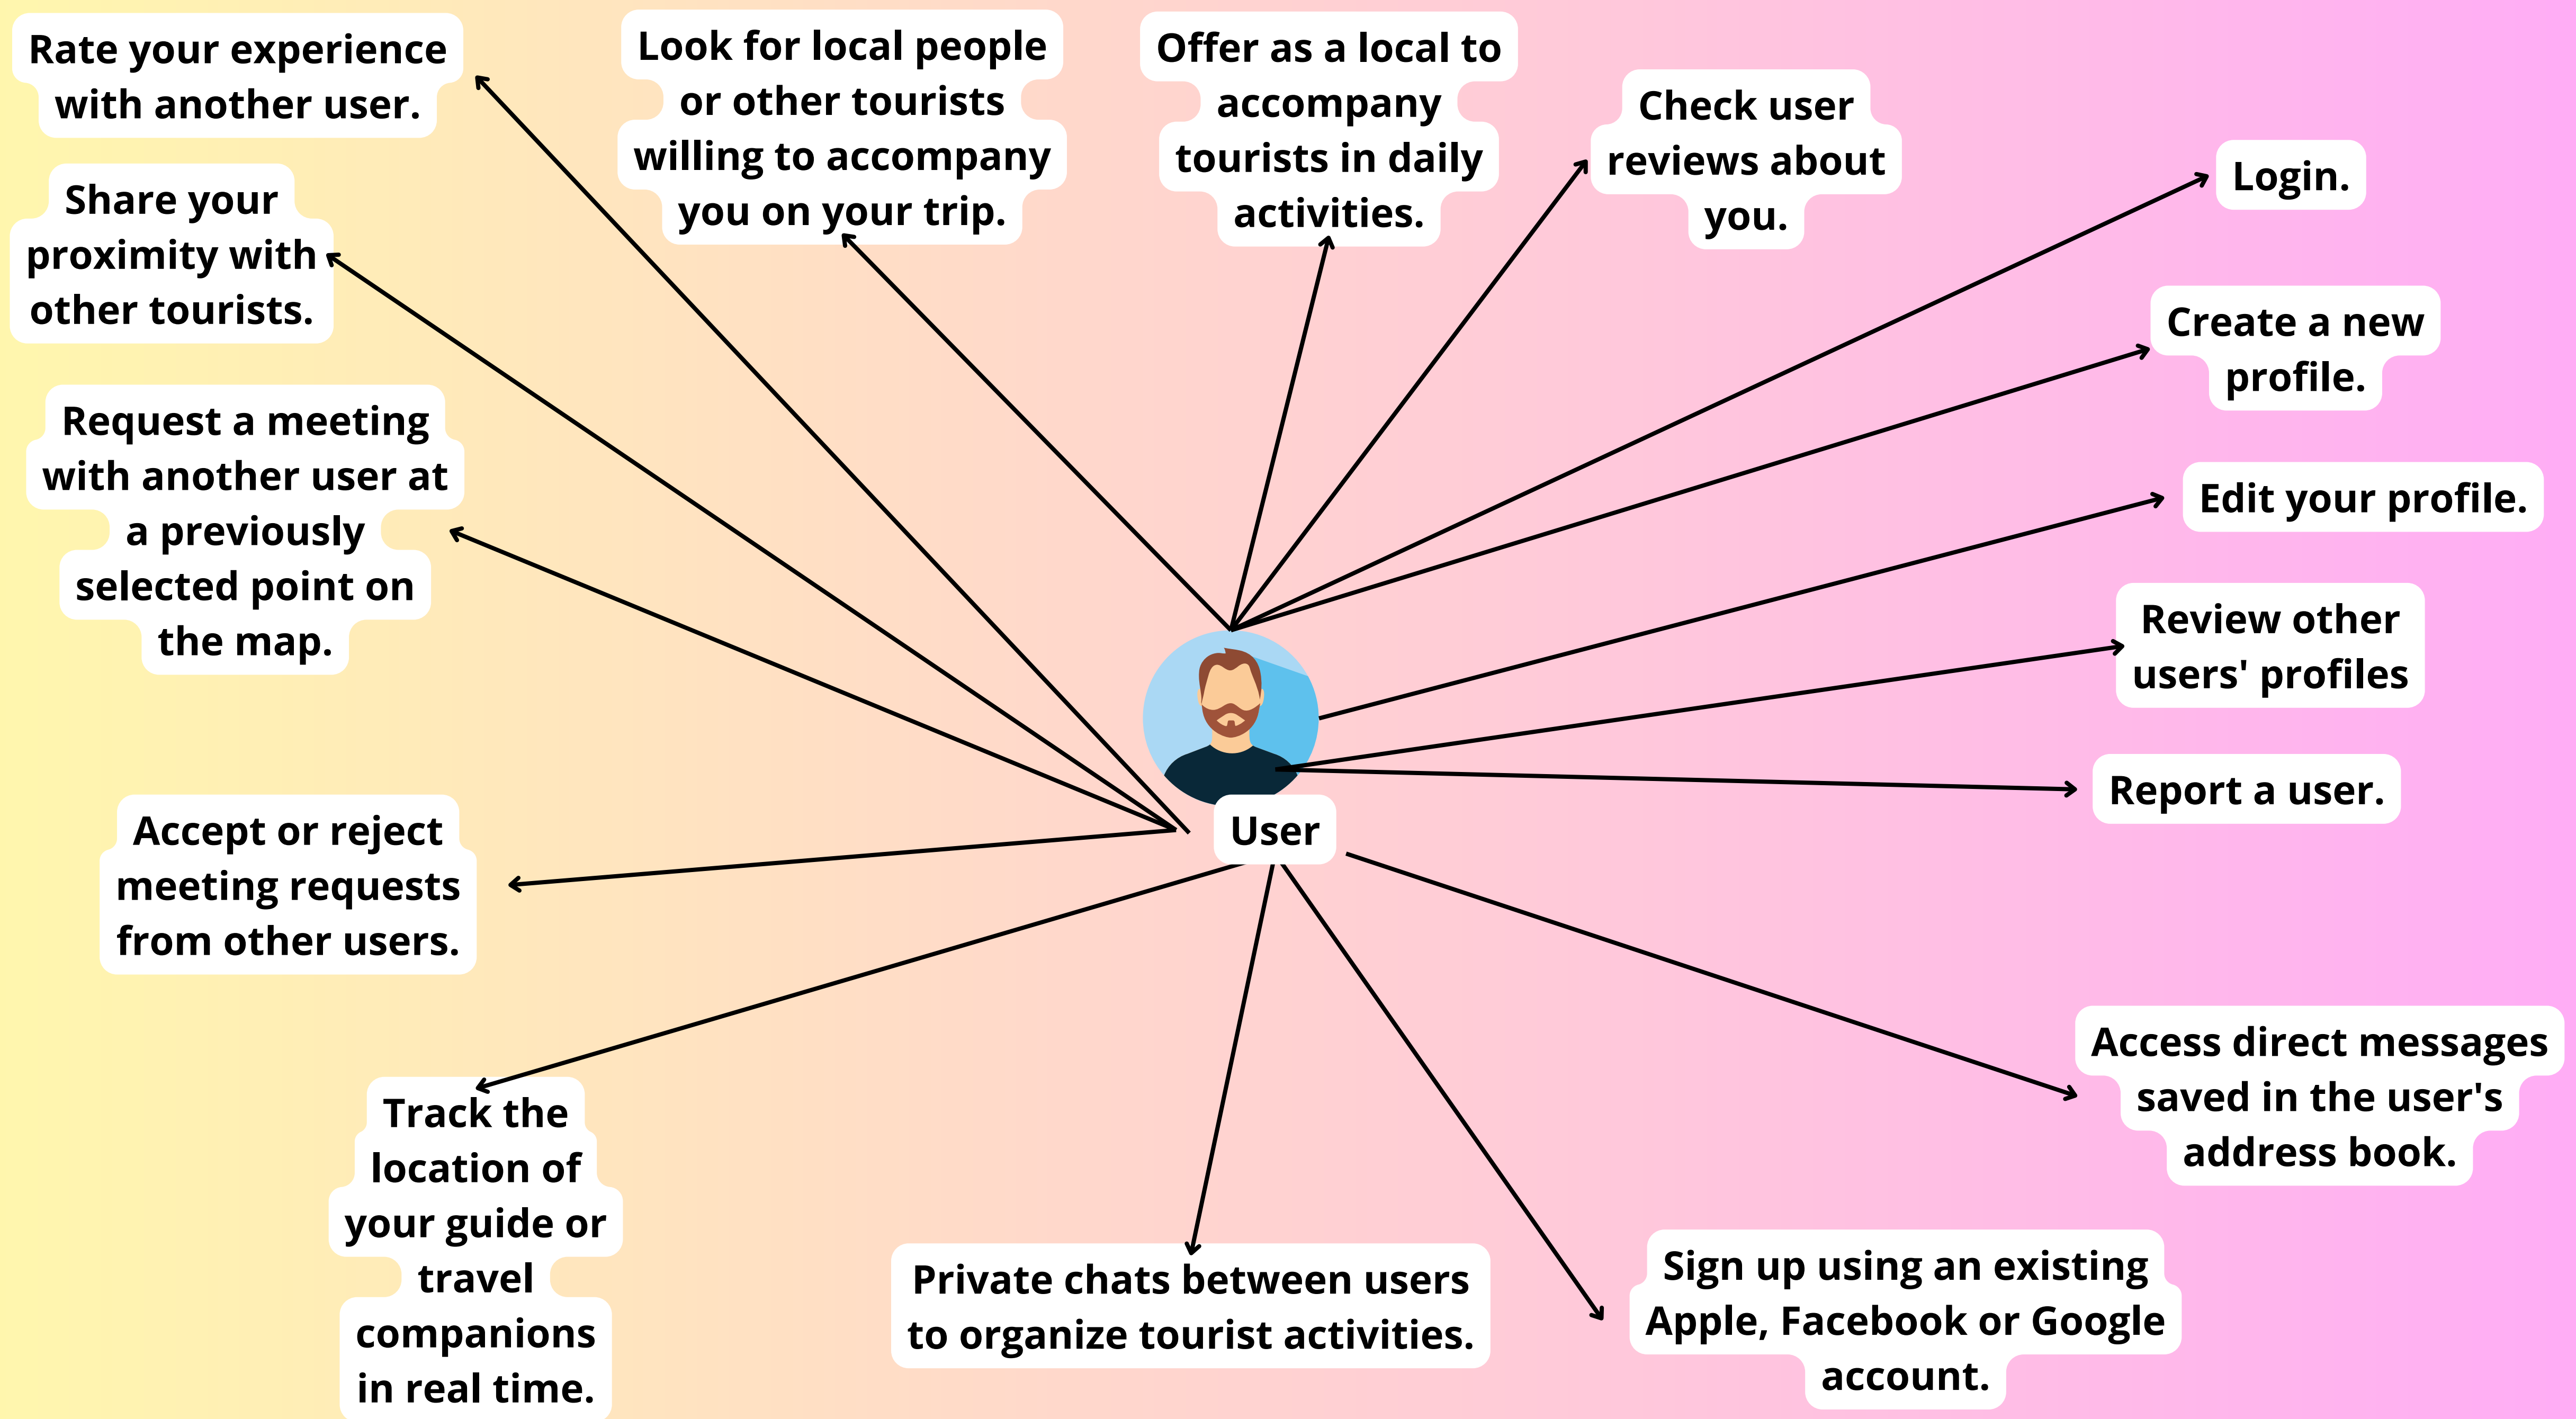 Rate your experience
with another user.
Look for local people
or other tourists
willing to accompany
you on your trip.
Offer as a local to
accompany
tourists in daily
activities.
Check user
reviews about
you.
Login.
Share your
proximity with
other tourists.
Create a new
profile.
Request a meeting
with another user at
a previously
selected point on
the map.
Edit your profile.
Review other
users' profiles
Report a user.
User
Accept or reject
meeting requests
from other users.
Access direct messages
saved in the user's
address book.
Track the
location of
your guide or
travel
companions
in real time.
Private chats between users
to organize tourist activities.
Sign up using an existing
Apple, Facebook or Google
account.